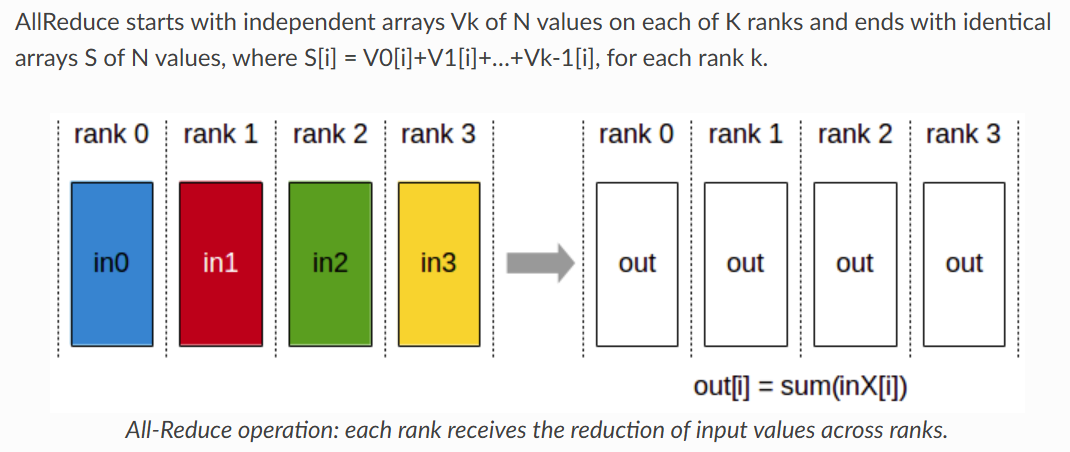 AllReduce starts with independent arrays Vk of N values on each of K ranks and ends with identical
arrays S of N values, where S[i] = V0[i]+V1[i]+...+Vk-1[i], for each rank k.
rank 0 rank 1 rank 2 rank 3 rank 0 rank 1 rank 2 rank 3
in0 in1 in2 in3 out out out out
out[i] = sum(inX[i])
All-Reduce operation: each rank receives the reduction of input values across ranks.